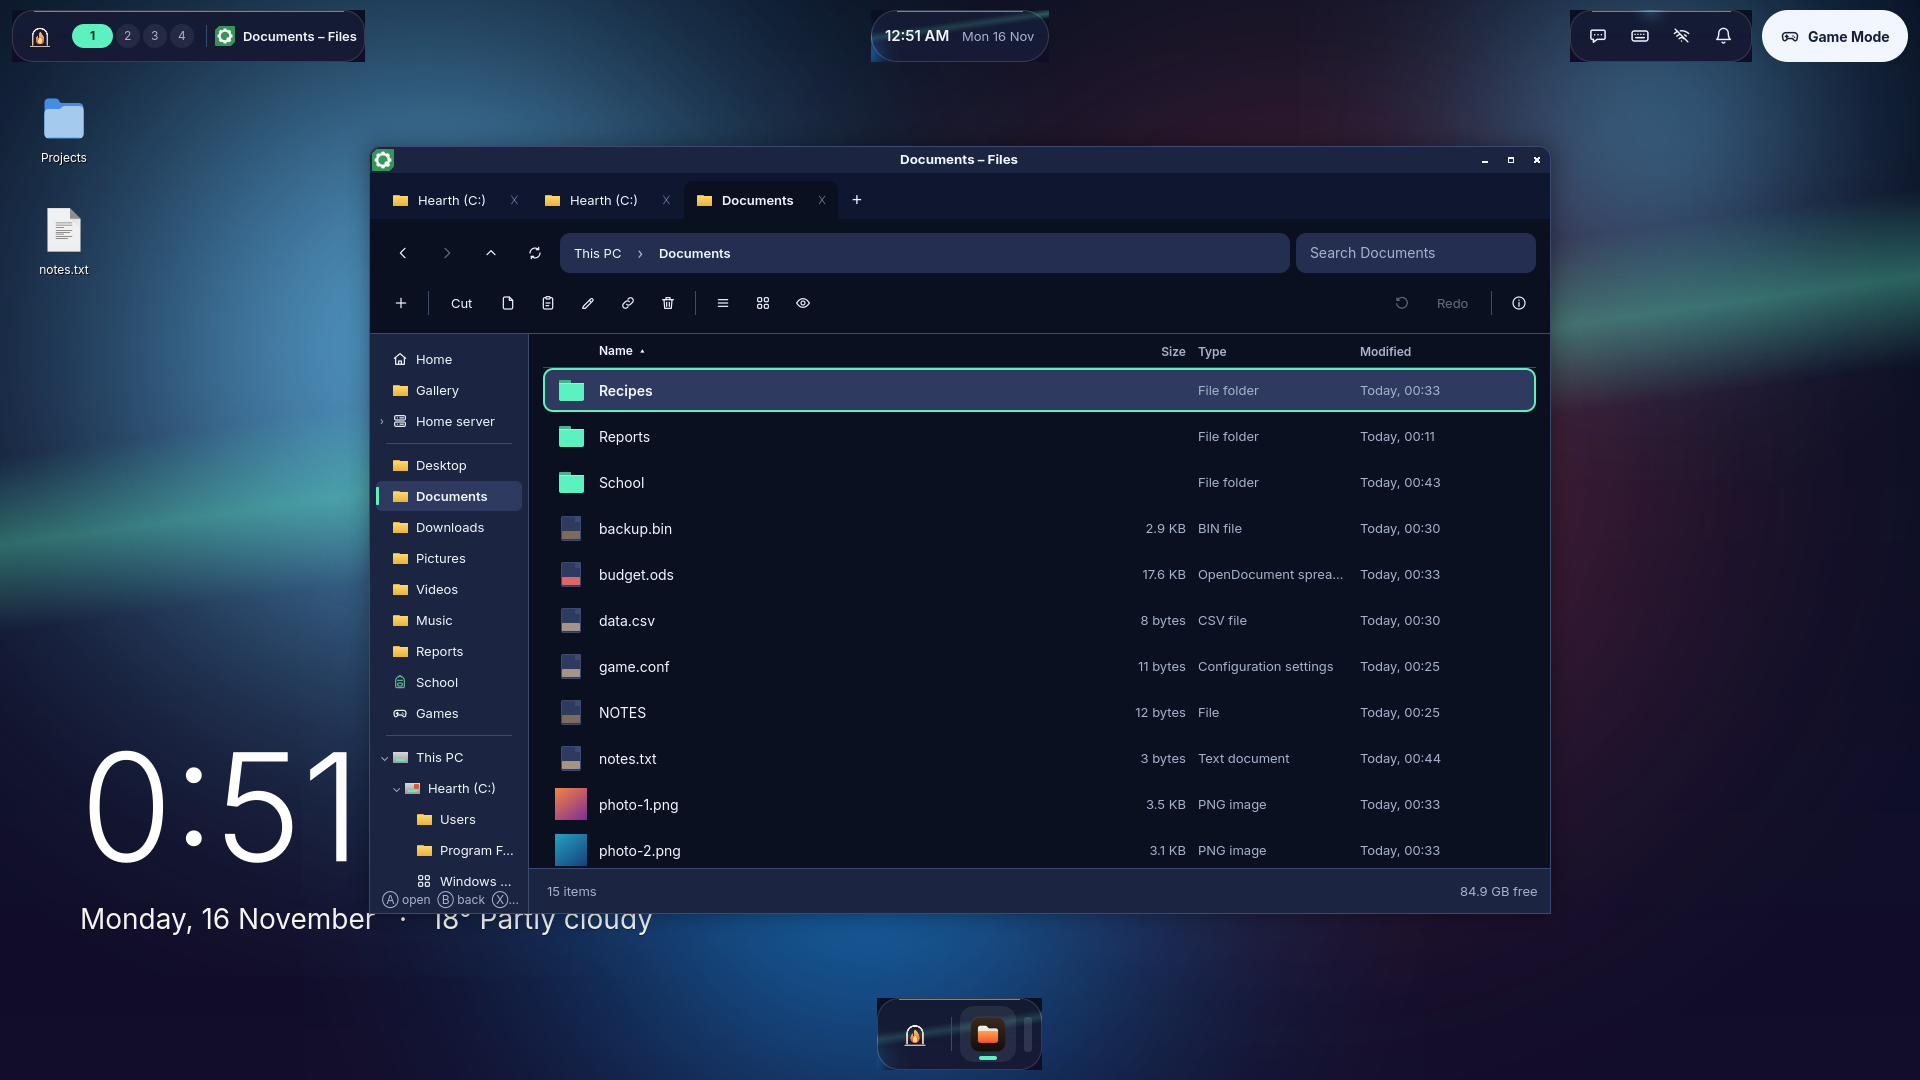 1 2 3 4 Documents – Files
12:51 AM Mon 16 Nov
Game Mode
Projects
notes.txt
Documents – Files
Hearth (C:) X Hearth (C:) X Documents X +
This PC › Documents
Search Documents
Cut
Redo
Home
Gallery
Home server
Desktop
Documents
Downloads
Pictures
Videos
Music
Reports
School
Games
This PC
Hearth (C:)
Users
Program F...
Windows ...
A open B back X...
Name Size Type Modified
Recipes File folder Today, 00:33
Reports File folder Today, 00:11
School File folder Today, 00:43
backup.bin 2.9 KB BIN file Today, 00:30
budget.ods 17.6 KB OpenDocument sprea... Today, 00:33
data.csv 8 bytes CSV file Today, 00:30
game.conf 11 bytes Configuration settings Today, 00:25
NOTES 12 bytes File Today, 00:25
notes.txt 3 bytes Text document Today, 00:44
photo-1.png 3.5 KB PNG image Today, 00:33
photo-2.png 3.1 KB PNG image Today, 00:33
15 items 84.9 GB free
0:51
Monday, 16 November · 18° Partly cloudy